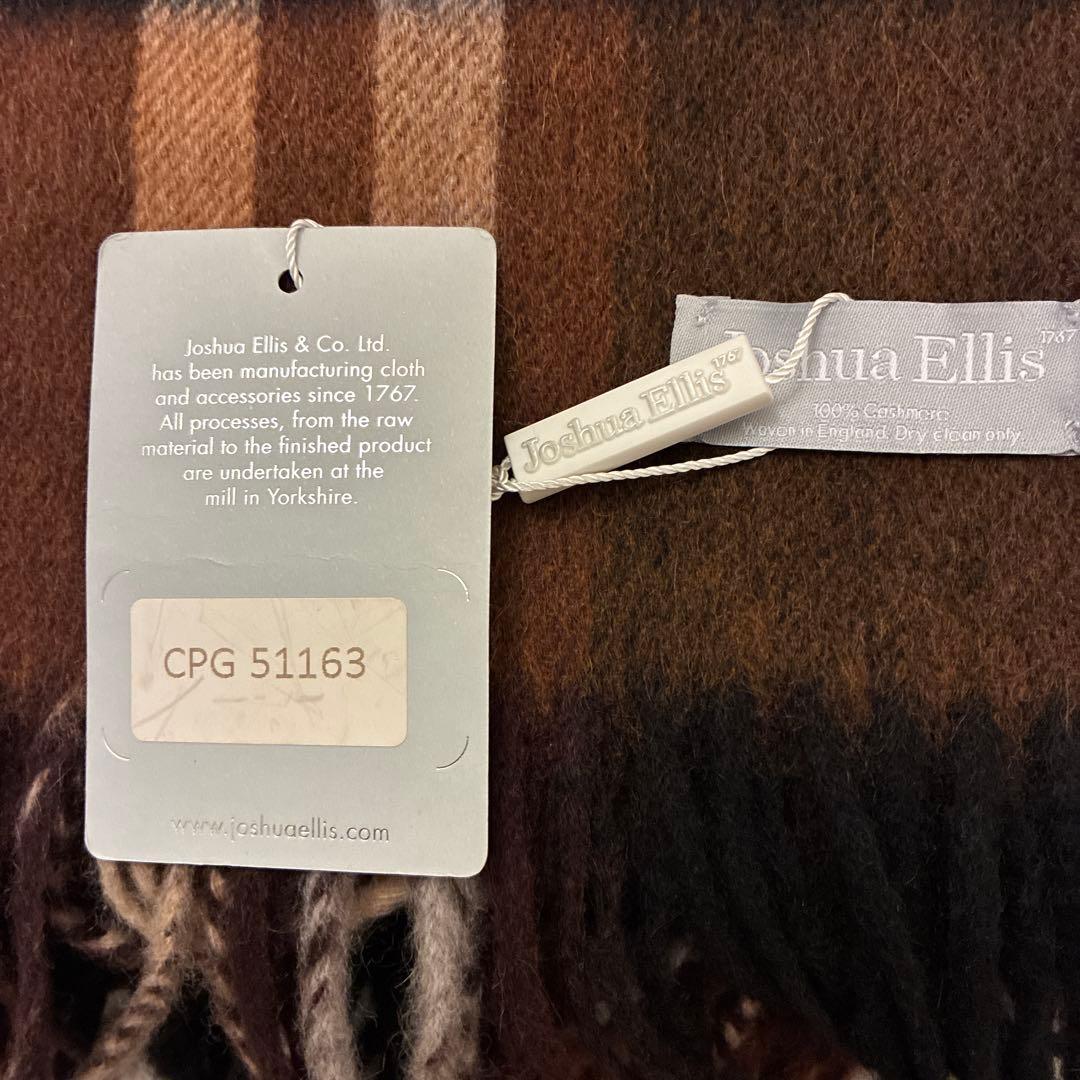 Joshua Ellis & Co. Ltd.
has been manufacturing cloth
and accessories since 1767.
All processes, from the raw
material to the finished product
are undertaken at the
mill in Yorkshire.
CPG 51163
www.joshuaellis.com
Joshua Ellis 1767
Joshua Ellis 1767
100% Cashmere
Woven in England. Dry clean only